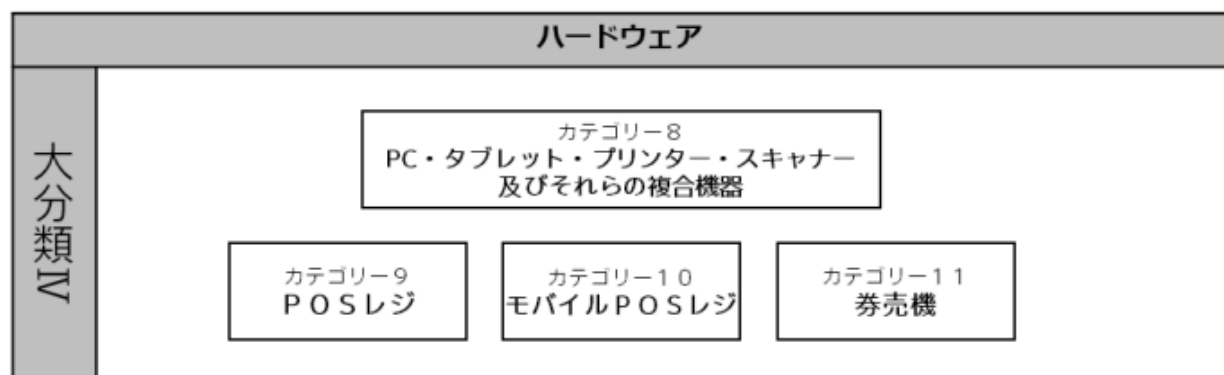 ハードウェア
大分類Ⅳ
カテゴリー８
PC・タブレット・プリンター・スキャナー
及びそれらの複合機器
カテゴリー９
ＰＯＳレジ
カテゴリー１０
モバイルＰＯＳレジ
カテゴリー１１
券売機